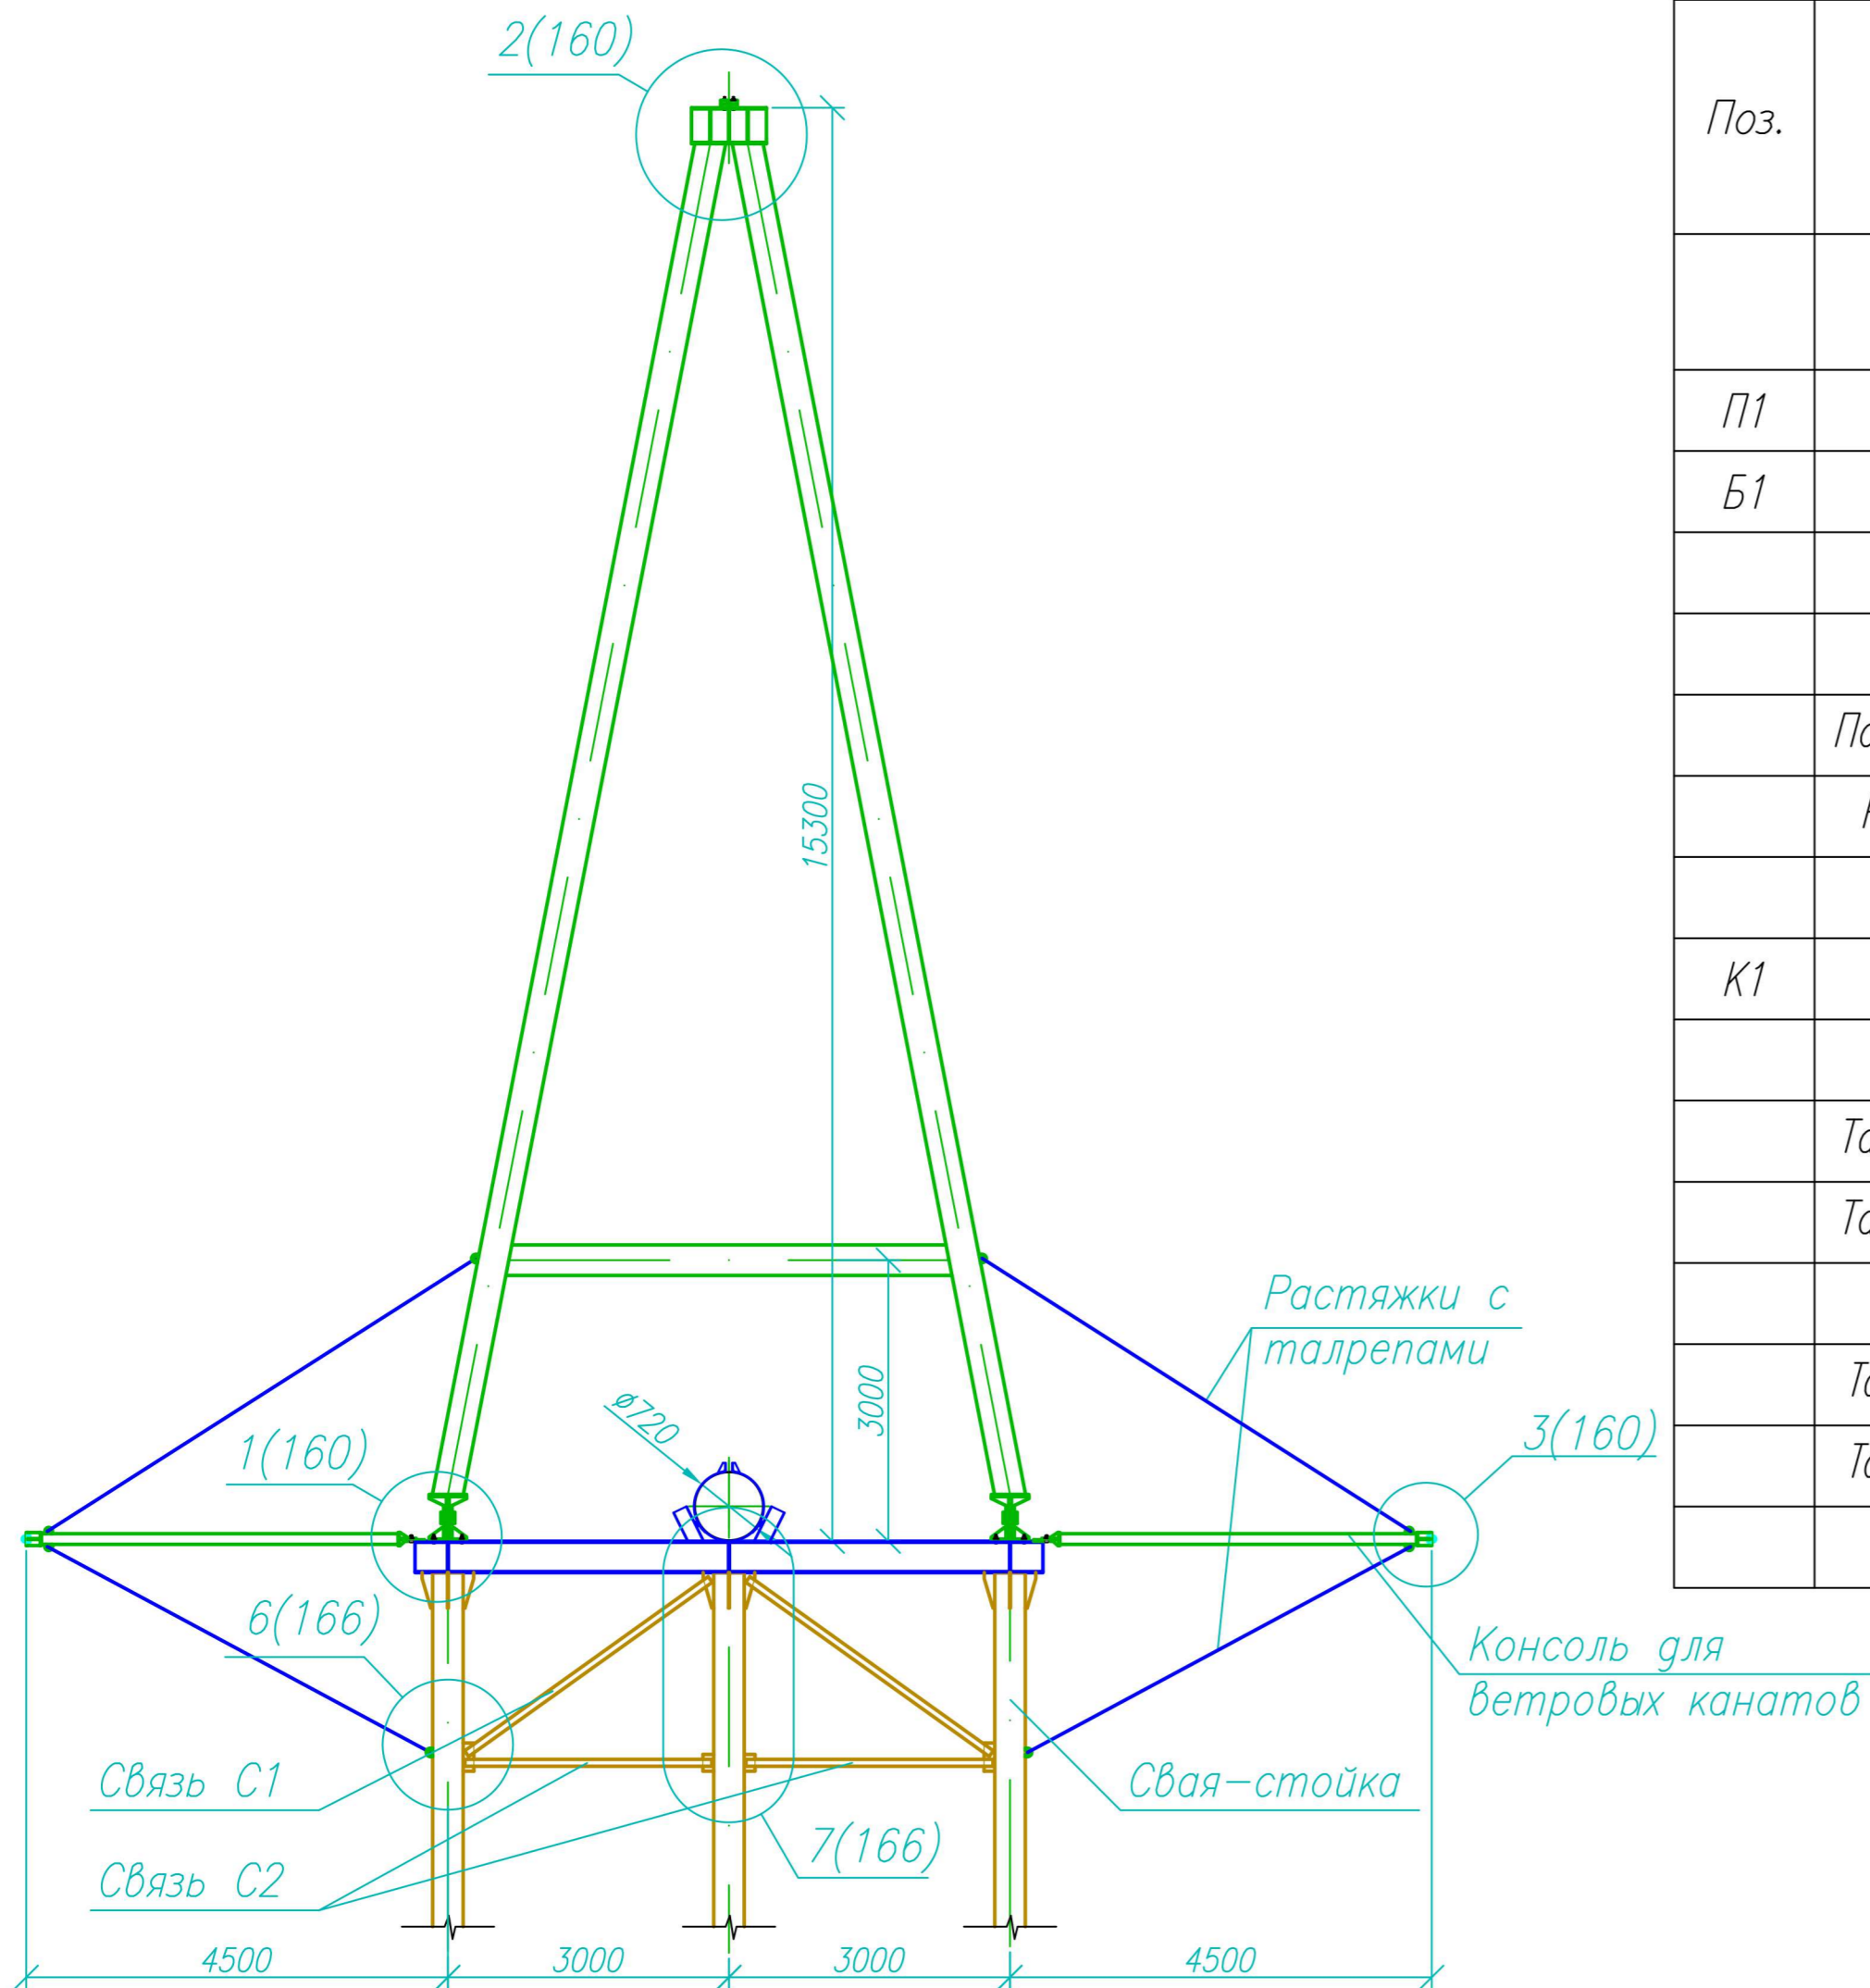 2(160)
Поз.
П1
Б1
15300
К1
Растяжки с
талрепами
3000
⌀720
1(160)
3(160)
6(166)
Консоль для
ветровых канатов
Связь С1
Свая-стойка
7(166)
Связь С2
4500
3000
3000
4500